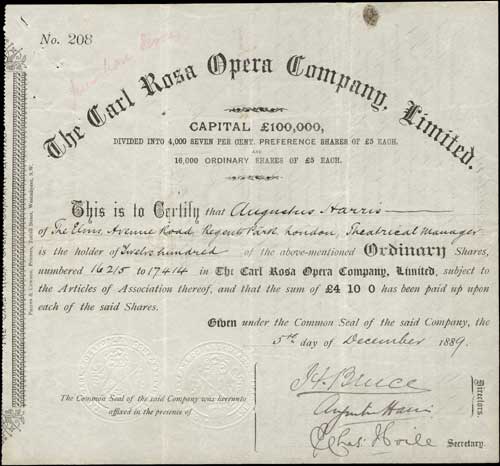 No. 208
The Carl Rosa Opera Company, Limited.
CAPITAL £100,000,
DIVIDED INTO 4,000 SEVEN PER CENT. PREFERENCE SHARES OF £5 EACH,
AND
16,000 ORDINARY SHARES OF £5 EACH.
This is to Certify that Augustus Harris
of The Elms, Avenue Road, Regents Park London, Theatrical Manager
is the holder of Twelve hundred of the above-mentioned Ordinary Shares,
numbered 16215 to 17414 in The Carl Rosa Opera Company, Limited, subject to
the Articles of Association thereof, and that the sum of £4 10 0 has been paid up upon
each of the said Shares.
Given under the Common Seal of the said Company, the
5th day of December 1889.
The Common Seal of the said Company was hereunto
affixed in the presence of
Bruce
Augustus Harris
Directors.
Chas.
Secretary.